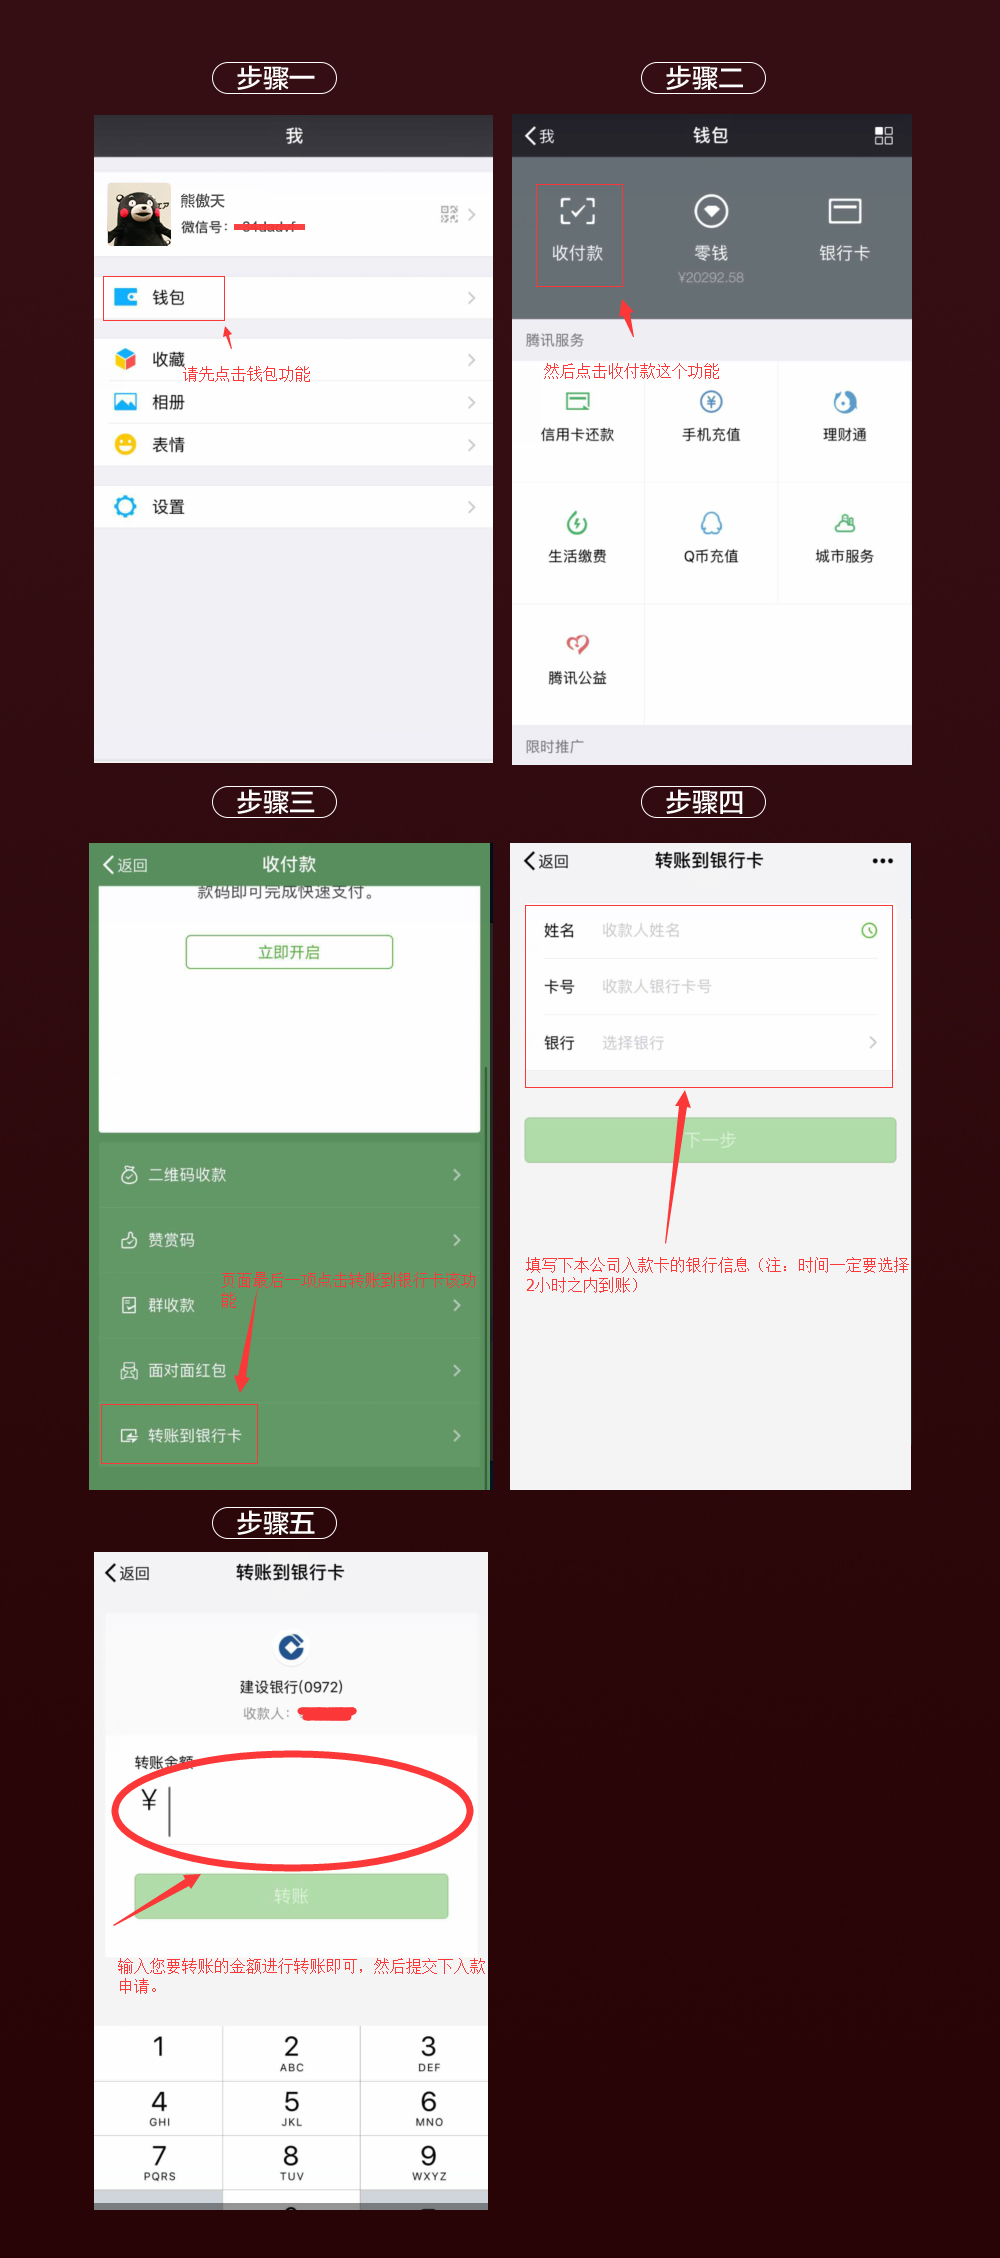 步骤一
我
熊傲天
微信号：
钱包
收藏
请先点击钱包功能
相册
表情
设置
步骤二
我
钱包
收付款
零钱
银行卡
¥20292.58
腾讯服务
然后点击收付款这个功能
信用卡还款
手机充值
理财通
生活缴费
Q币充值
城市服务
腾讯公益
限时推广
步骤三
返回
收付款
款码即可完成快速支付。
立即开启
二维码收款
赞赏码
页面最后一项点击转账到银行卡该功
能
群收款
面对面红包
转账到银行卡
步骤四
返回
转账到银行卡
姓名
收款人姓名
卡号
收款人银行卡号
银行
选择银行
下一步
填写下本公司入款卡的银行信息（注：时间一定要选择
2小时之内到账）
步骤五
返回
转账到银行卡
建设银行(0972)
收款人：
转账金额
¥
转账
输入您要转账的金额进行转账即可，然后提交下入款
申请。
1
2
ABC
3
DEF
4
GHI
5
JKL
6
MNO
7
PQRS
8
TUV
9
WXYZ